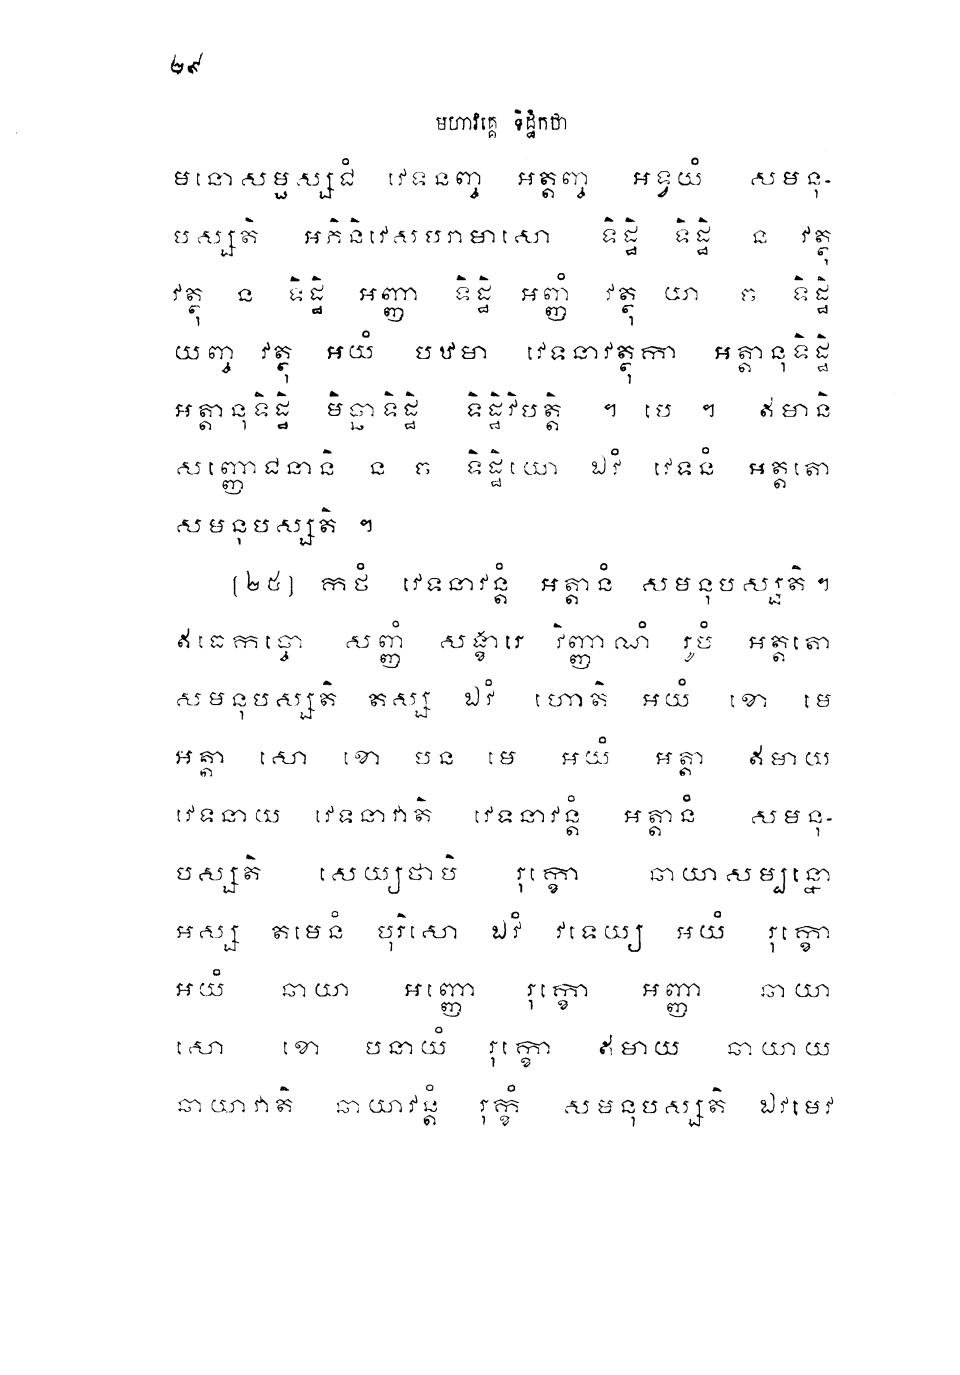 ២៩
មហាវគ្គេ ទិដ្ឋិកថា
មនោសម្ផស្សជំ វេទនញ្ច អត្តញ្ច អទ្វយំ សមនុ-
បស្សតិ អភិនិវេសបរាមាសោ ទិដ្ឋិ ទិដ្ឋិ ន វត្ថុ
វត្ថុ ន ទិដ្ឋិ អញ្ញា ទិដ្ឋិ អញ្ញំ វត្ថុ យា ច ទិដ្ឋិ
យញ្ច វត្ថុ អយំ បឋមា វេទនាវត្ថុកា អត្តានុទិដ្ឋិ
អត្តានុទិដ្ឋិ មិច្ឆាទិដ្ឋិ ទិដ្ឋិវិបត្តិ ។ បេ ។ ឥមានិ
សញ្ញោជនានិ ន ច ទិដ្ឋិយោ ឯវំ វេទនំ អត្តតោ
សមនុបស្សតិ ។
(២៥) កថំ វេទនាវន្តំ អត្តានំ សមនុបស្សតិ ។
ឥធេកច្ចោ សញ្ញំ សង្ខារេ វិញ្ញាណំ រូបំ អត្តតោ
សមនុបស្សតិ តស្ស ឯវំ ហោតិ អយំ ខោ មេ
អត្តា សោ ខោ បន មេ អយំ អត្តា ឥមាយ
វេទនាយ វេទនាវាតិ វេទនាវន្តំ អត្តានំ សមនុ-
បស្សតិ សេយ្យថាបិ រុក្ខោ ឆាយាសម្បន្នោ
អស្ស តមេនំ បុរិសោ ឯវំ វទេយ្យ អយំ រុក្ខោ
អយំ ឆាយា អញ្ញោ រុក្ខោ អញ្ញា ឆាយា
សោ ខោ បនាយំ រុក្ខោ ឥមាយ ឆាយាយ
ឆាយាវាតិ ឆាយាវន្តំ រុក្ខំ សមនុបស្សតិ ឯវមេវ